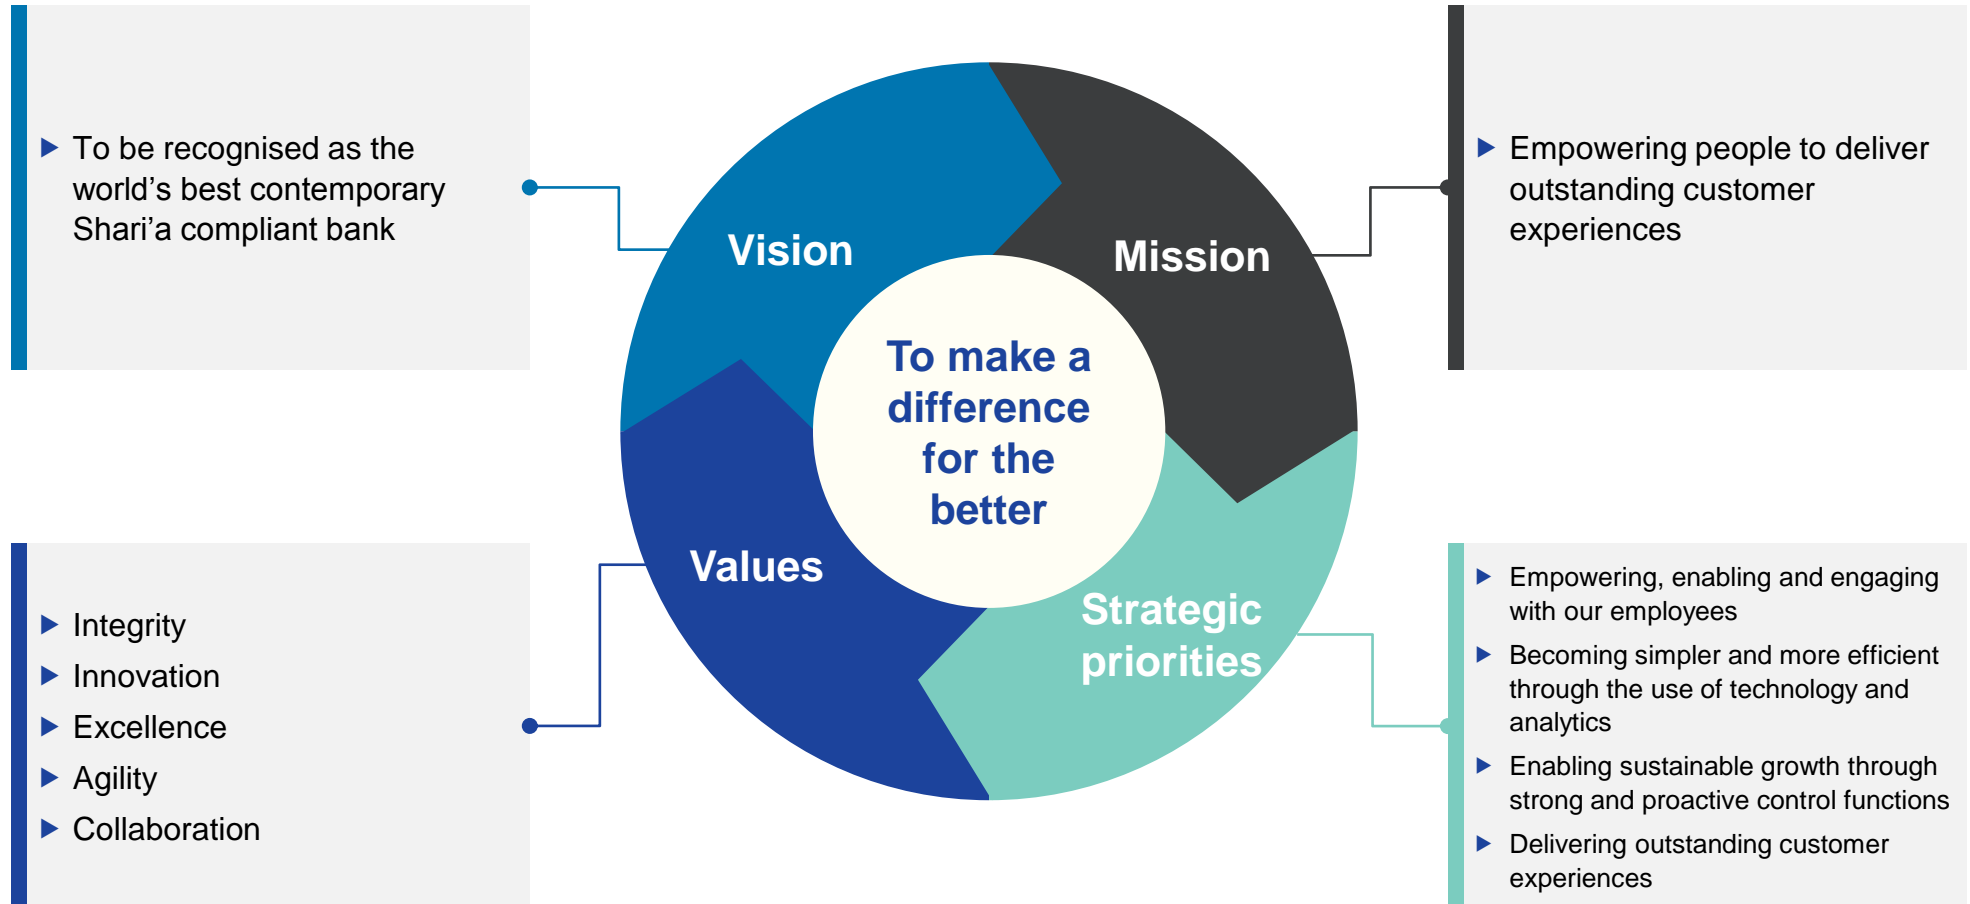 To be recognised as the
world’s best contemporary
Shari’a compliant bank
Vision
Mission
Empowering people to deliver
outstanding customer
experiences
To make a
difference
for the
better
Values
Integrity
Innovation
Excellence
Agility
Collaboration
Strategic
priorities
Empowering, enabling and engaging
with our employees
Becoming simpler and more efficient
through the use of technology and
analytics
Enabling sustainable growth through
strong and proactive control functions
Delivering outstanding customer
experiences